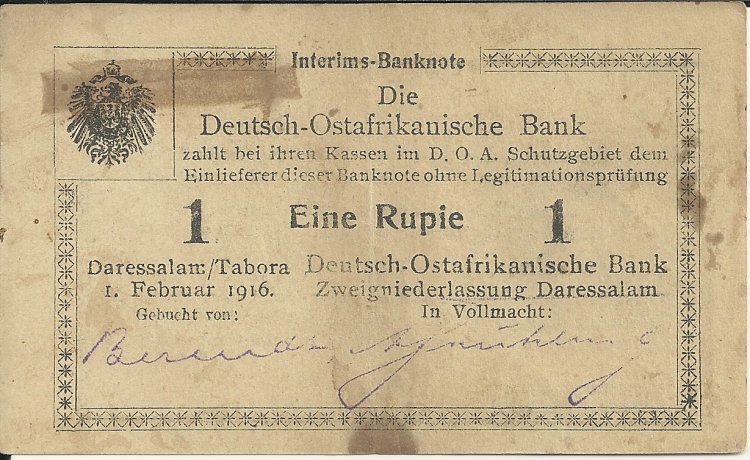 Interims-Banknote
Die
Deutsch-Ostafrikanische Bank
zahlt bei ihren Kassen im D. O. A. Schutzgebiet dem
Einlieferer dieser Banknote ohne Legitimationsprüfung
1 Eine Rupie 1
Daressalam/Tabora Deutsch-Ostafrikanische Bank
1. Februar 1916. Zweigniederlassung Daressalam
Gebucht von: In Vollmacht: